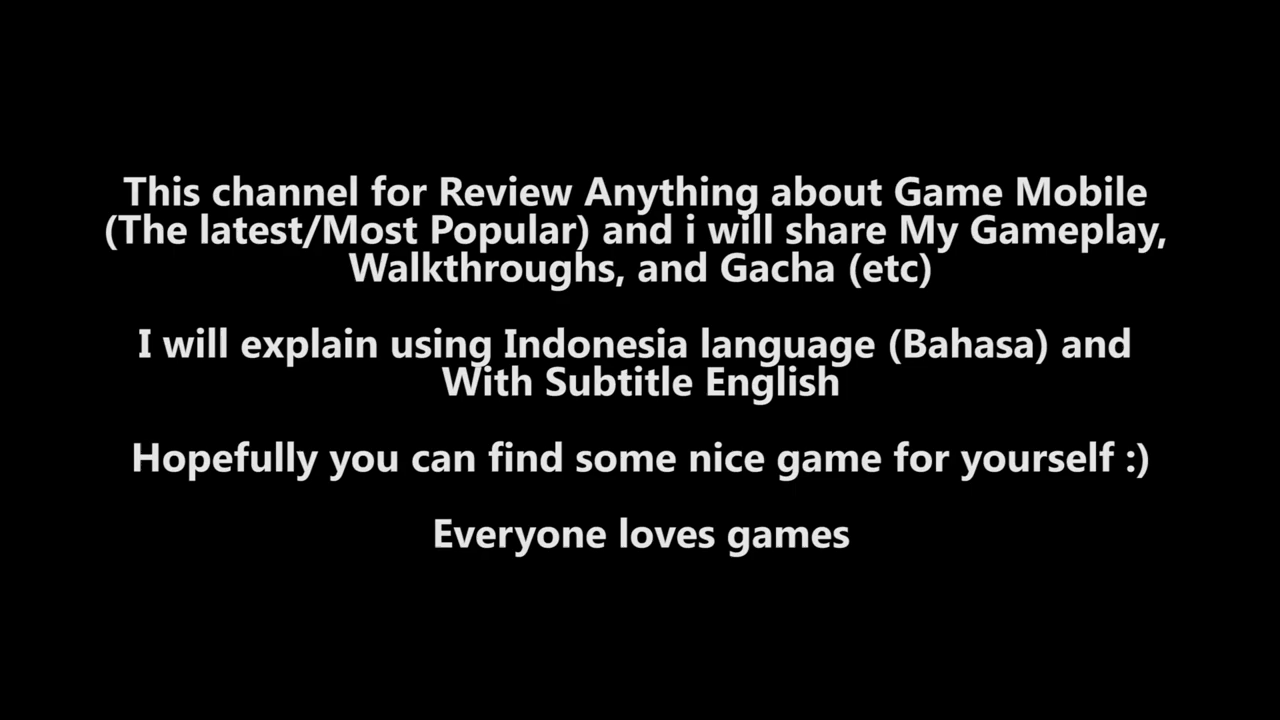 This channel for Review Anything about Game Mobile
(The latest/Most Popular) and i will share My Gameplay,
Walkthroughs, and Gacha (etc)
I will explain using Indonesia language (Bahasa) and
With Subtitle English
Hopefully you can find some nice game for yourself :)
Everyone loves games